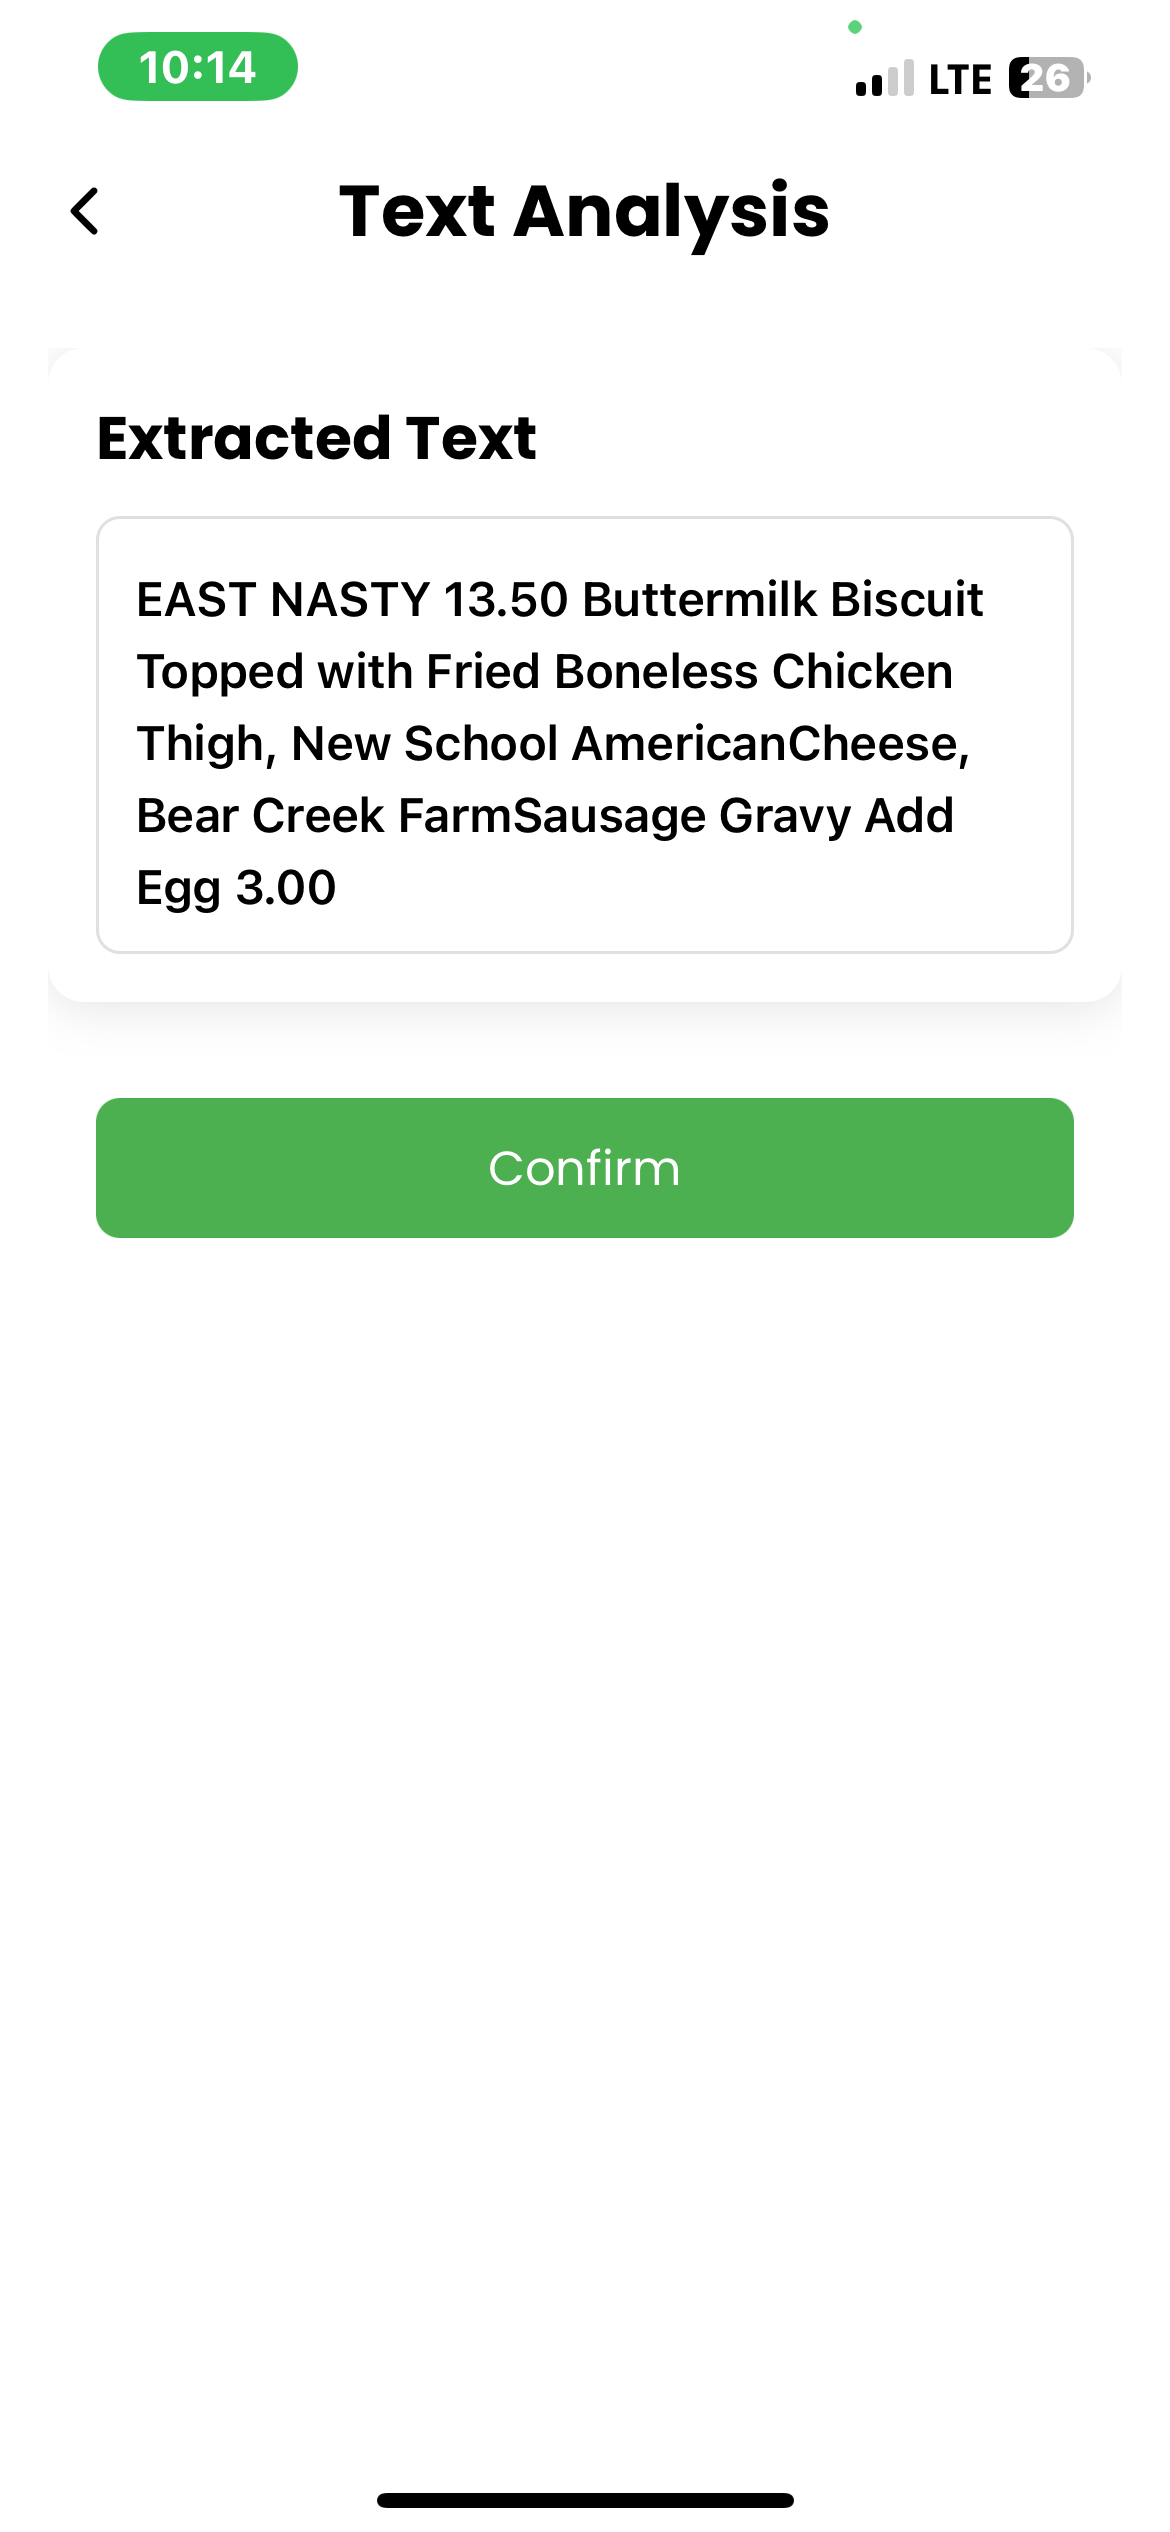 10:14
LTE 26
Text Analysis
Extracted Text
EAST NASTY 13.50 Buttermilk Biscuit
Topped with Fried Boneless Chicken
Thigh, New School AmericanCheese,
Bear Creek FarmSausage Gravy Add
Egg 3.00
Confirm